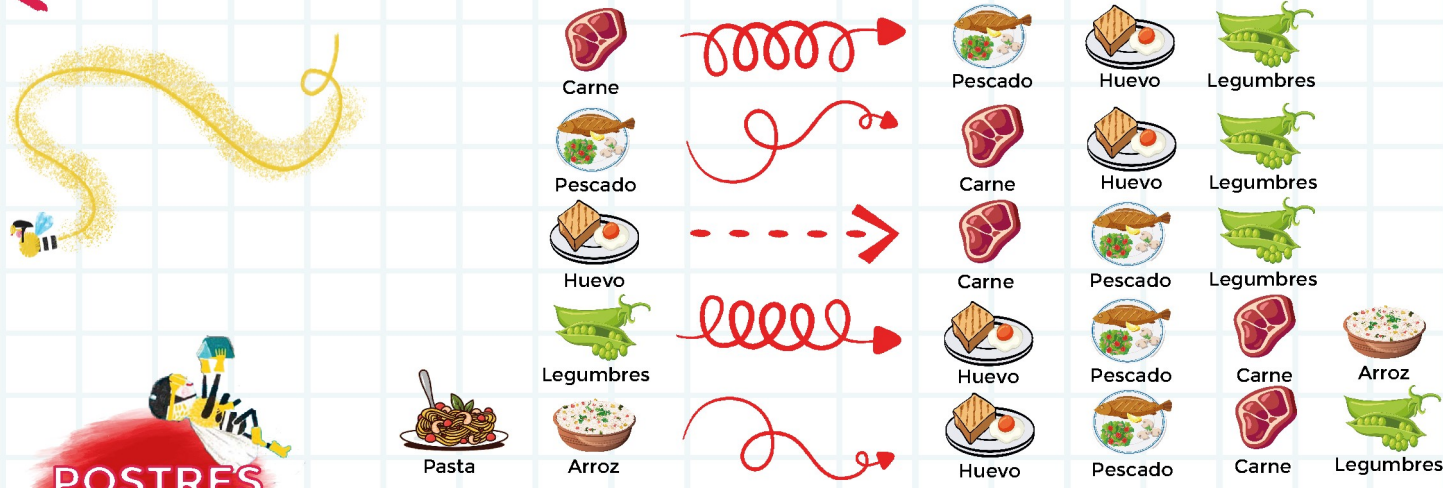 Carne Pescado Huevo Legumbres
Pescado Carne Huevo Legumbres
Huevo Carne Pescado Legumbres
Legumbres Huevo Pescado Carne Arroz
Pasta Arroz Huevo Pescado Carne Legumbres
POSTRES